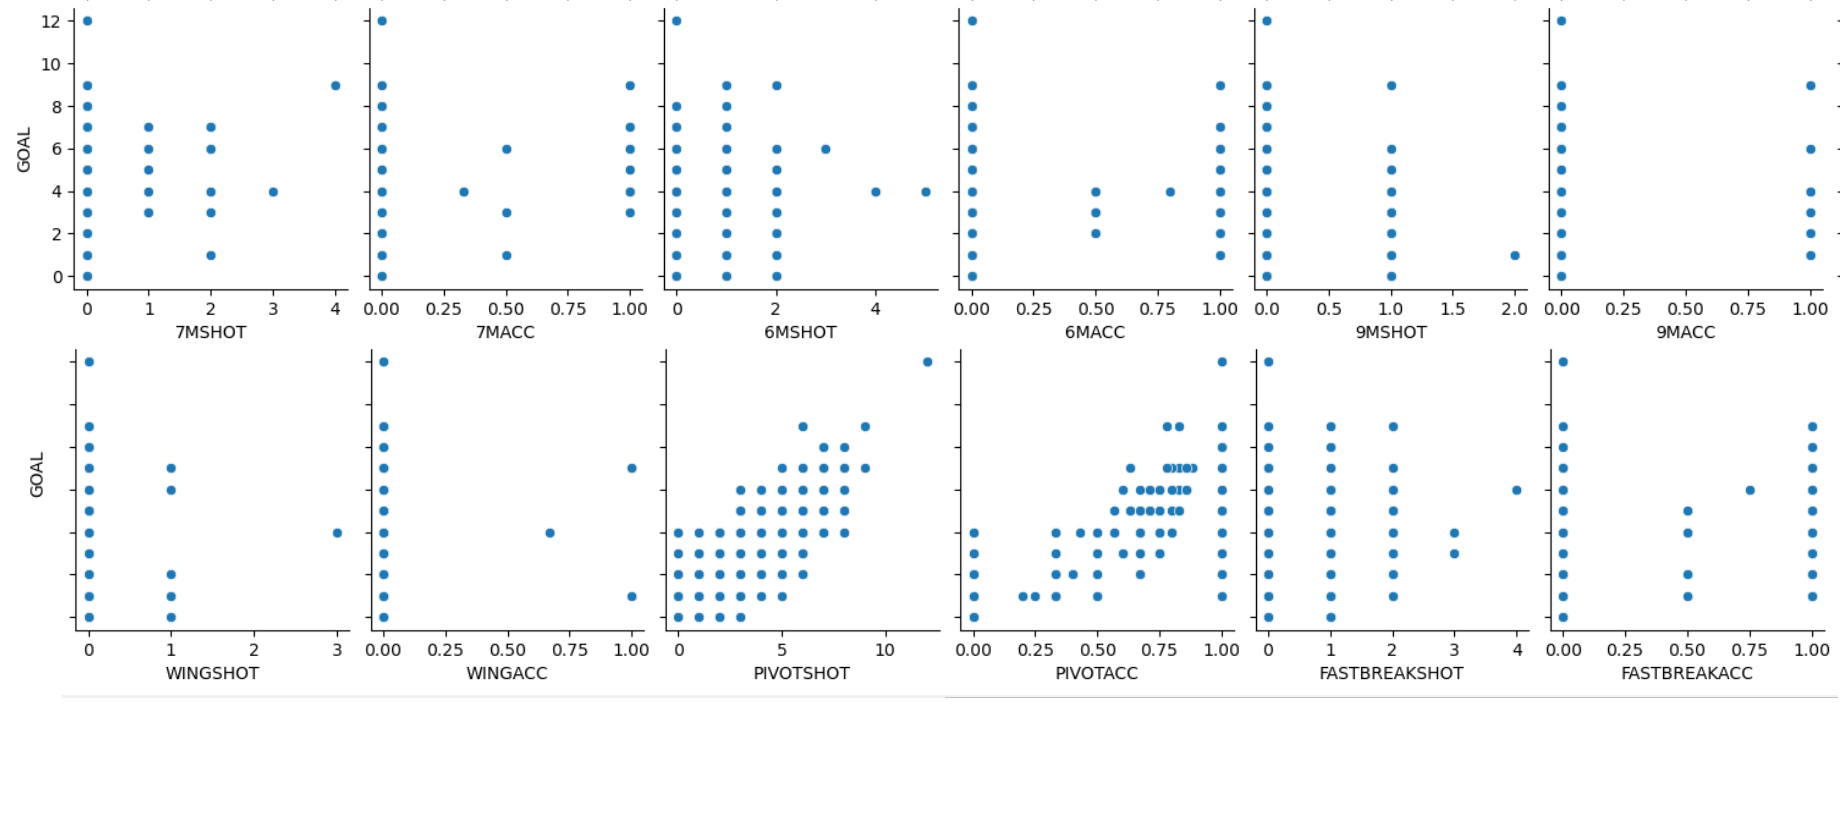 12
10
8
6
4
2
0
GOAL
0 1 2 3 4
7MSHOT
0.00 0.25 0.50 0.75 1.00
7MACC
0 2 4
6MSHOT
0.00 0.25 0.50 0.75 1.00
6MACC
0.0 0.5 1.0 1.5 2.0
9MSHOT
0.00 0.25 0.50 0.75 1.00
9MACC
GOAL
0 1 2 3
WINGSHOT
0.00 0.25 0.50 0.75 1.00
WINGACC
0 5 10
PIVOTSHOT
0.00 0.25 0.50 0.75 1.00
PIVOTACC
0 1 2 3 4
FASTBREAKSHOT
0.00 0.25 0.50 0.75 1.00
FASTBREAKACC